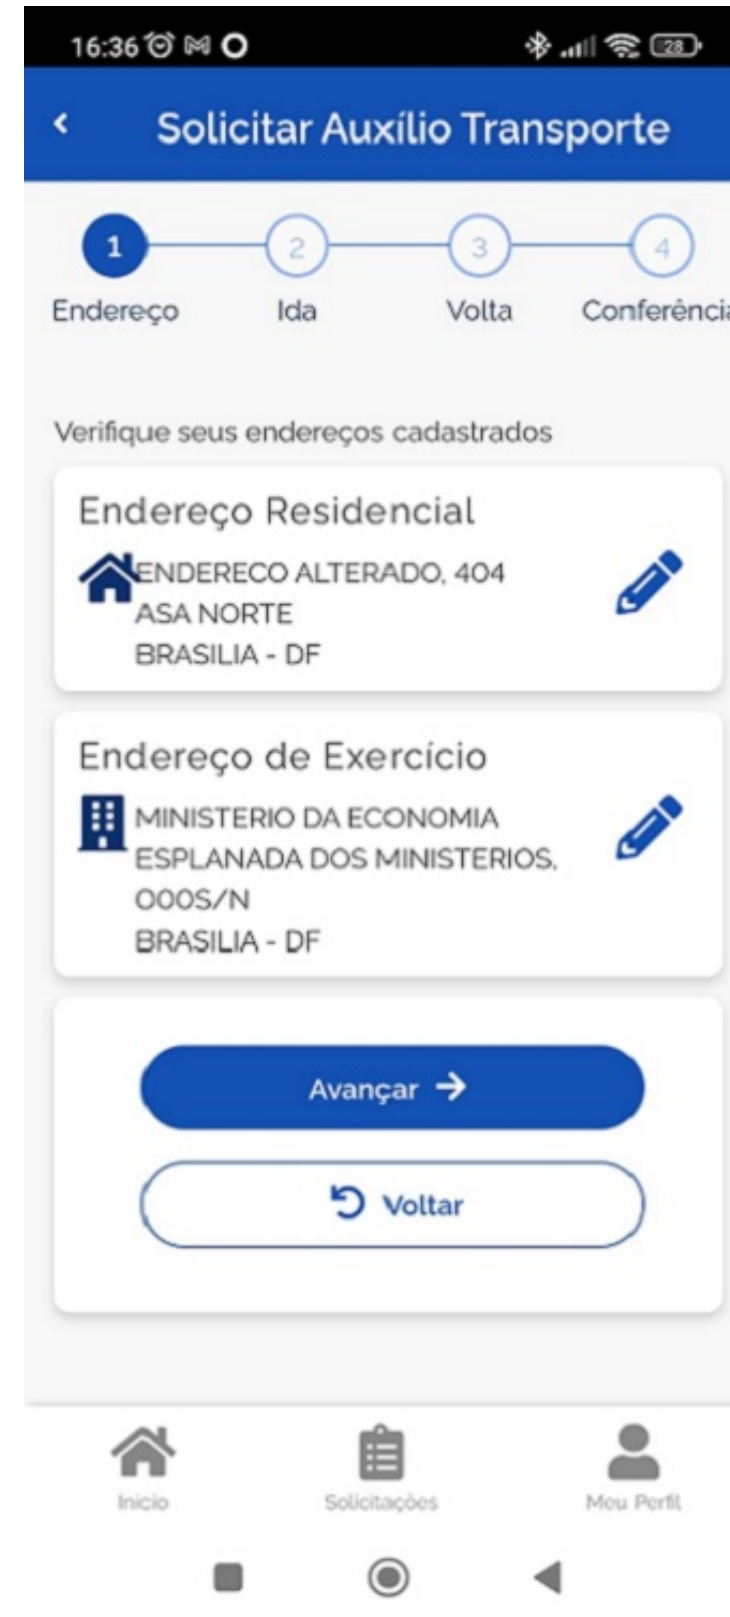 16:36 28
Solicitar Auxílio Transporte
1 2 3 4
Endereço Ida Volta Conferência
Verifique seus endereços cadastrados
Endereço Residencial
ENDERECO ALTERADO, 404
ASA NORTE
BRASILIA - DF
Endereço de Exercício
MINISTERIO DA ECONOMIA
ESPLANADA DOS MINISTERIOS,
000S/N
BRASILIA - DF
Avançar
Voltar
Início Solicitações Meu Perfil